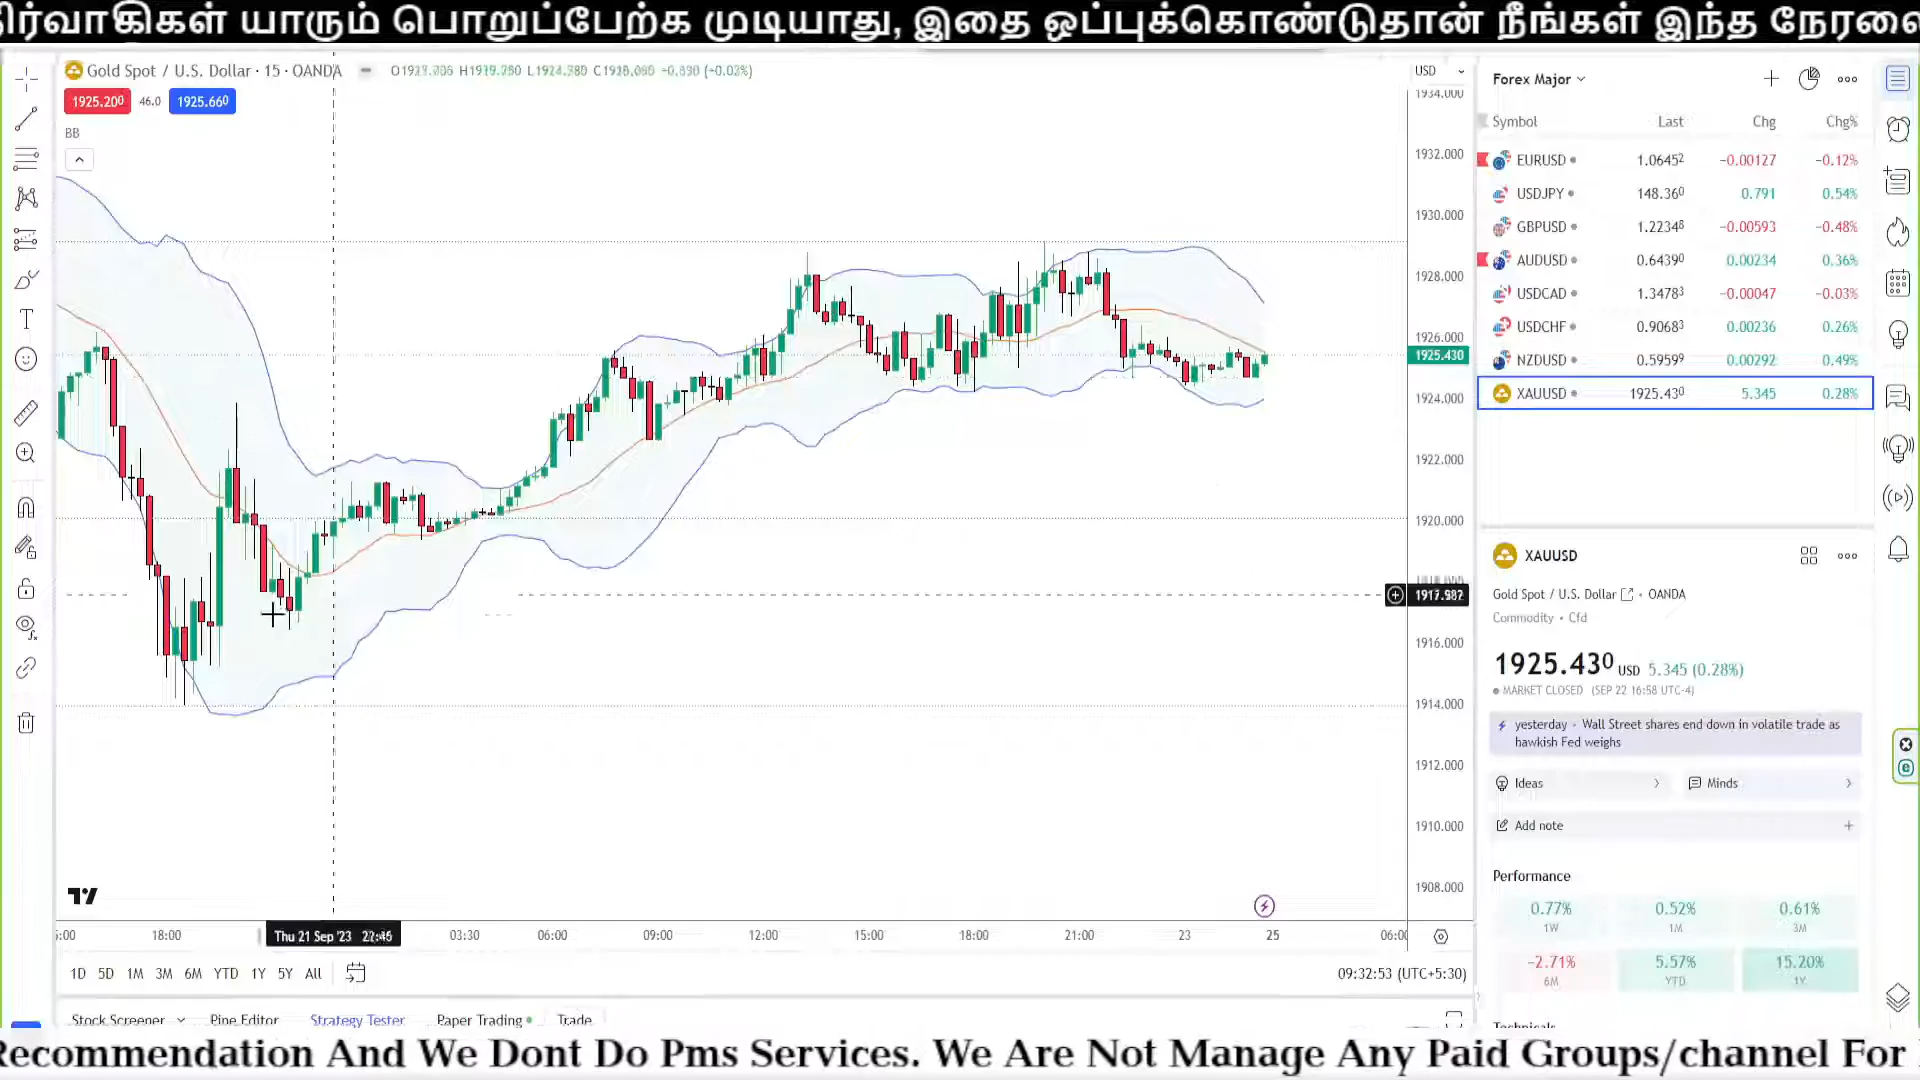 யாரும் பொறுப்பேற்க முடியாது, இதை ஒப்புக்கொண்டுதான் நீங்கள் இந்த
Gold Spot / U.S. Dollar · 15 · OANDA
−0.630 (−0.03%)
USD
1925.200 46.0 1925.660
BB
1934.000
1932.000
1930.000
1928.000
1926.000
1925.430
1924.000
1922.000
1920.000
1917.987
1916.000
1914.000
1912.000
1910.000
1908.000
18:00
Thu 21 Sep '23
03:30 06:00 09:00 12:00 15:00 18:00 21:00 23 25
1D 5D 1M 3M 6M YTD 1Y 5Y All
09:32:53 (UTC+5:30)
Stock Screener Pine Editor Strategy Tester Paper Trading Trade
Forex Major
Symbol Last Chg Chg%
EURUSD 1.06452 −0.00127 −0.12%
USDJPY 148.360 0.791 0.54%
GBPUSD 1.22348 −0.00593 −0.48%
AUDUSD 0.64390 0.00234 0.36%
USDCAD 1.34783 −0.00047 −0.03%
USDCHF 0.90683 0.00236 0.26%
NZDUSD 0.59599 0.00292 0.49%
XAUUSD 1925.430 5.345 0.28%
XAUUSD
Gold Spot / U.S. Dollar • OANDA
Commodity • Cfd
1925.430 USD 5.345 (0.28%)
MARKET CLOSED (SEP 22 16:58 UTC-4)
yesterday · Wall Street shares end down in volatile trade as
hawkish Fed weighs
Ideas Minds
Add note
Performance
0.77% 0.52% 0.61%
1W 1M 3M
−2.71% 5.57% 15.20%
6M YTD 1Y
Technicals
Recommendation And We Dont Do Pms Services. We Are Not Manage Any Paid Groups/channel For